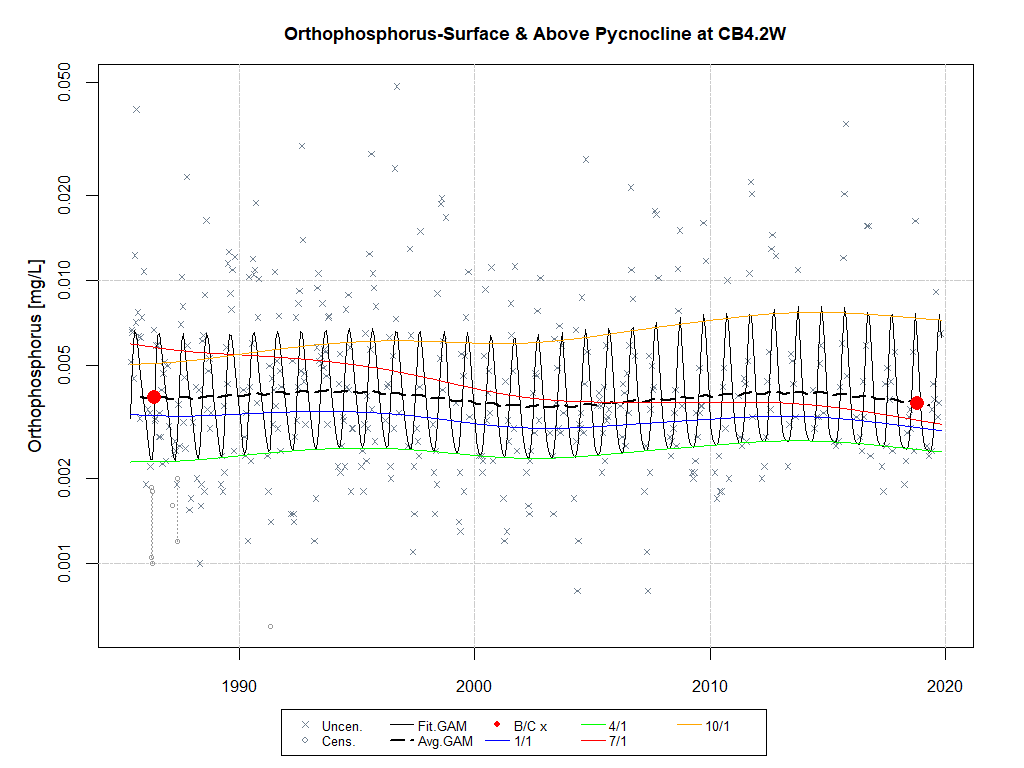 Orthophosphorus-Surface & Above Pycnocline at CB4.2W
Orthophosphorus [mg/L]
0.050
0.020
0.010
0.005
0.002
0.001
1990 2000 2010 2020
Uncen. Fit.GAM B/C x 4/1 10/1
Cens. Avg.GAM 1/1 7/1